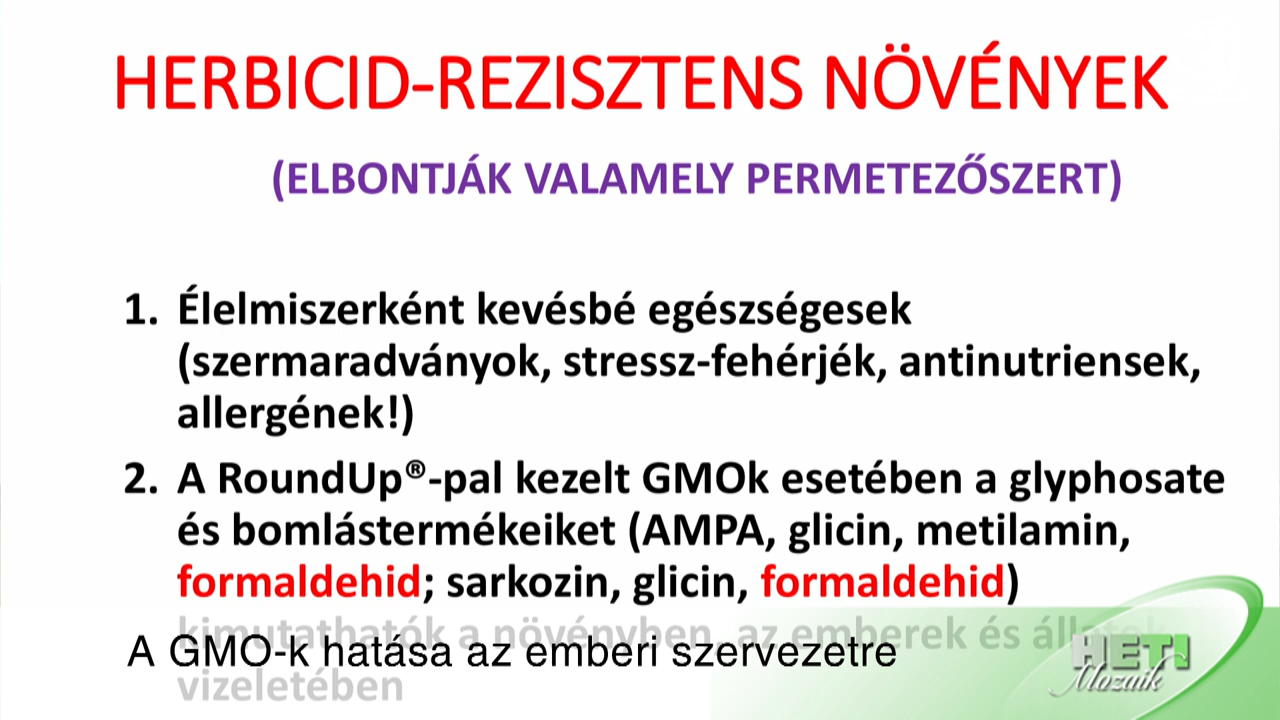 HERBICID-REZISZTENS NÖVÉNYEK
(ELBONTJÁK VALAMELY PERMETEZŐSZERT)
1. Élelmiszerként kevésbé egészségesek
(szermaradványok, stressz-fehérjék, antinutriensek,
allergének!)
2. A RoundUp®-pal kezelt GMOk esetében a glyphosate
és bomlástermékeiket (AMPA, glicin, metilamin,
formaldehid; sarkozin, glicin, formaldehid)
kimutathatók a növényben, az emberek és
vizeletében
A GMO-k hatása az emberi szervezetre
HETI
Mozaik